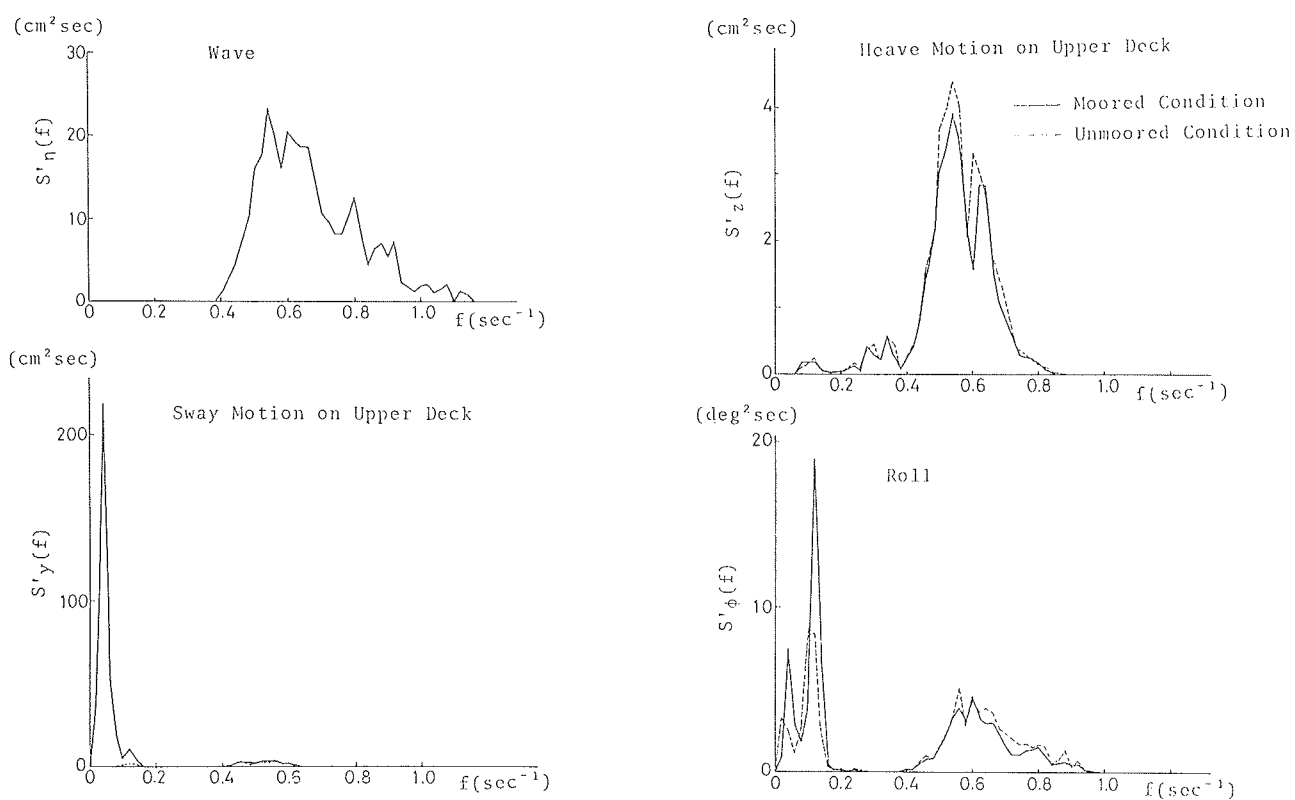 (cm²sec)
Wave
S'η(f)
30
20
10
0
0 0.2 0.4 0.6 0.8 1.0 f(sec⁻¹)
(cm²sec)
Heave Motion on Upper Deck
Moored Condition
Unmoored Condition
S'z(f)
4
2
0
0 0.2 0.4 0.6 0.8 1.0 f(sec⁻¹)
(cm²sec)
Sway Motion on Upper Deck
S'y(f)
200
100
0
0 0.2 0.4 0.6 0.8 1.0 f(sec⁻¹)
(deg²sec)
Roll
S'ϕ(f)
20
10
0
0 0.2 0.4 0.6 0.8 1.0 f(sec⁻¹)